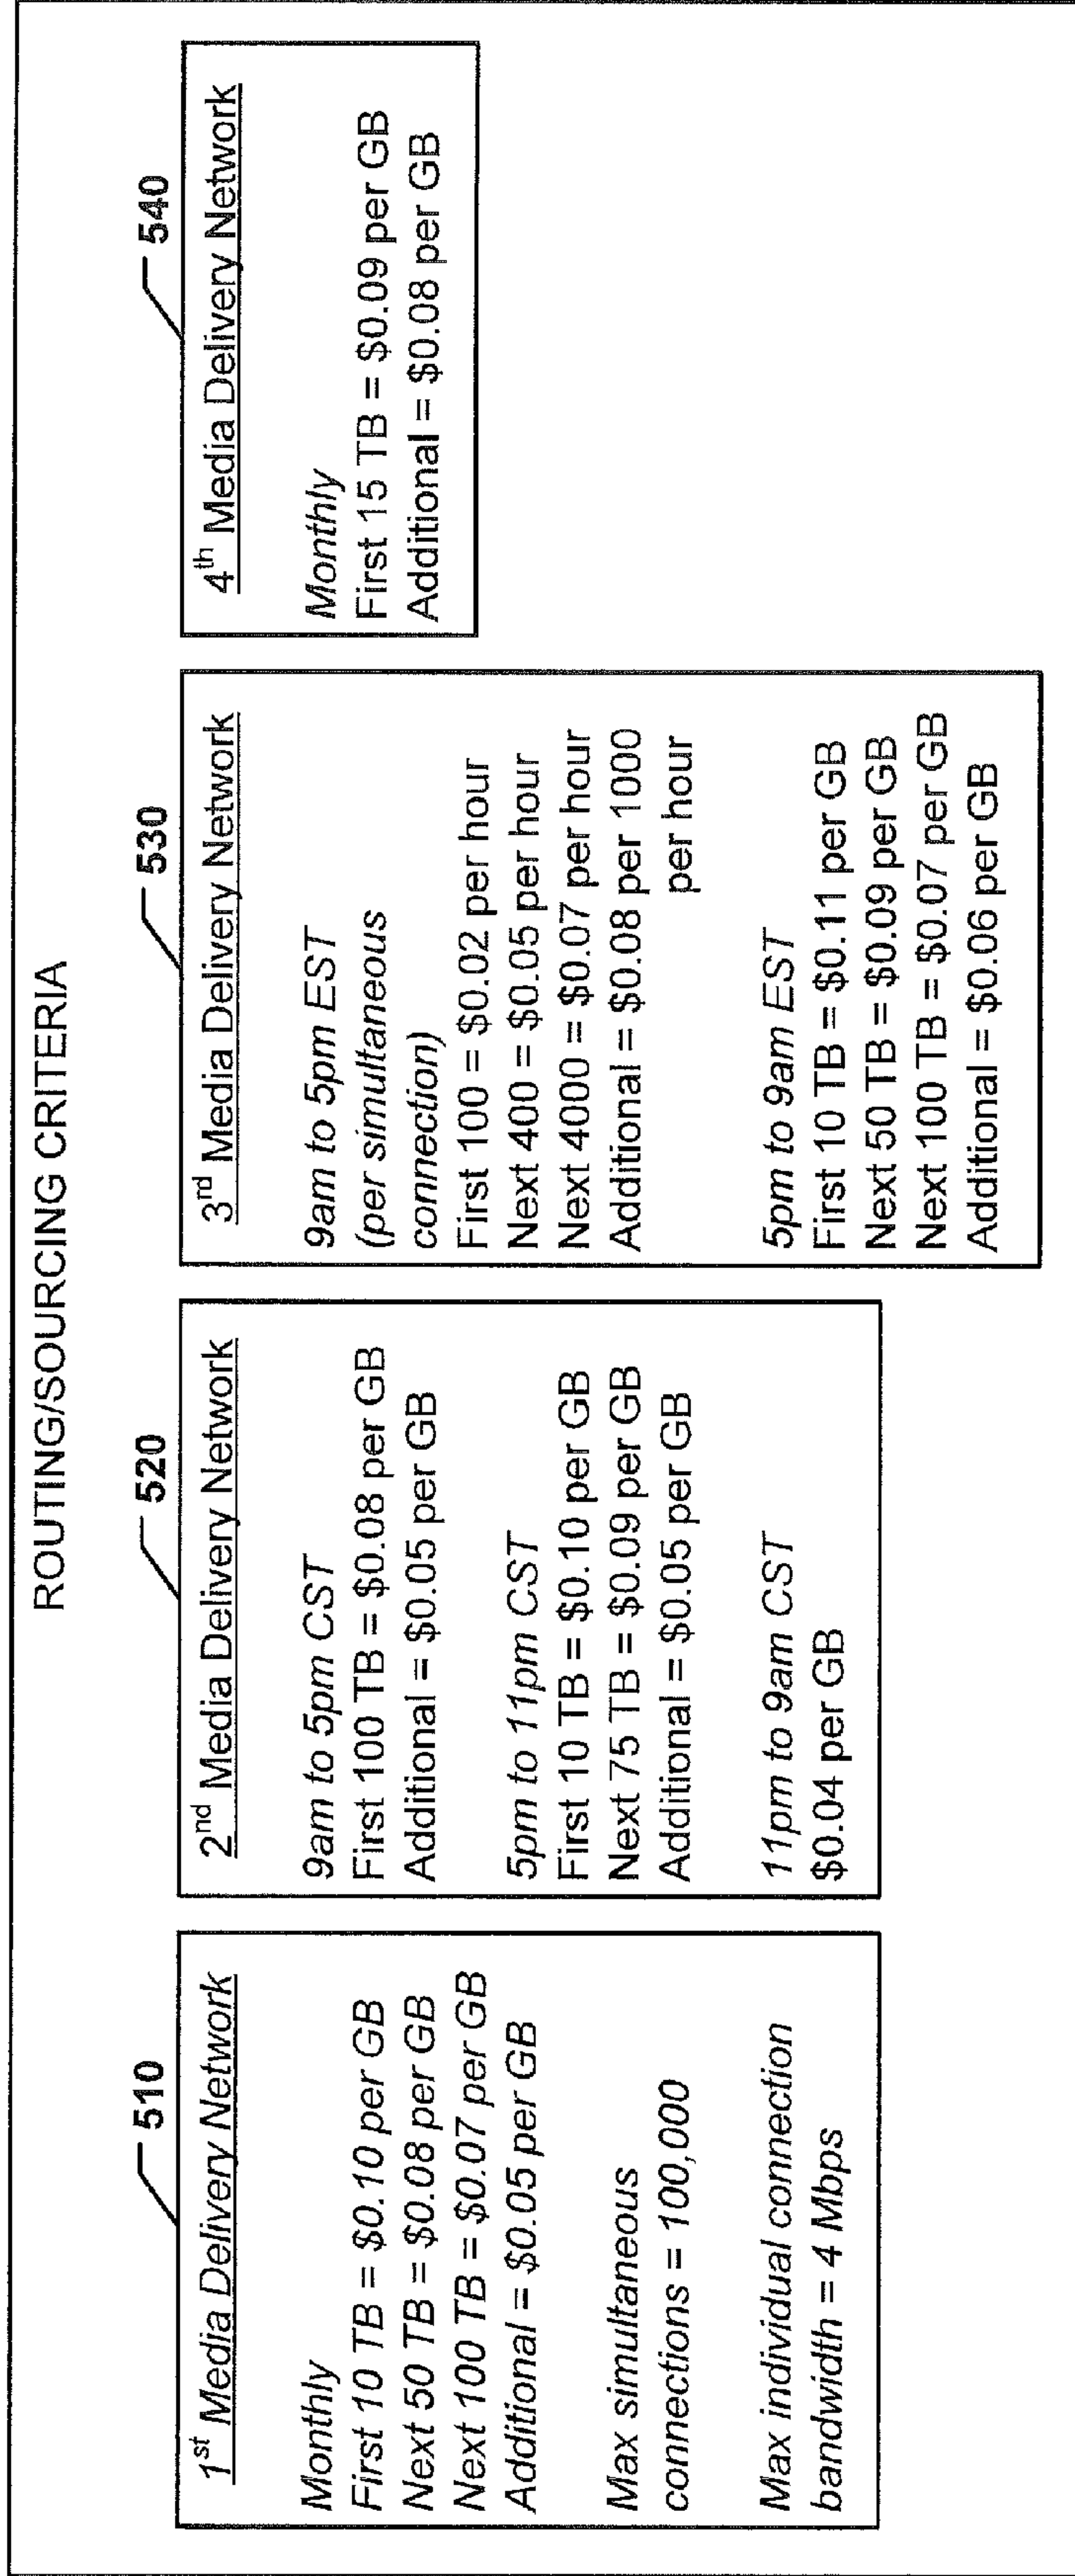 ROUTING/SOURCING CRITERIA
510
1st Media Delivery Network
Monthly
First 10 TB = $0.10 per GB
Next 50 TB = $0.08 per GB
Next 100 TB = $0.07 per GB
Additional = $0.05 per GB
Max simultaneous
connections = 100,000
Max individual connection
bandwidth = 4 Mbps
520
2nd Media Delivery Network
9am to 5pm CST
First 100 TB = $0.08 per GB
Additional = $0.05 per GB
5pm to 11pm CST
First 10 TB = $0.10 per GB
Next 75 TB = $0.09 per GB
Additional = $0.05 per GB
11pm to 9am CST
$0.04 per GB
530
3rd Media Delivery Network
9am to 5pm EST
(per simultaneous
connection)
First 100 = $0.02 per hour
Next 400 = $0.05 per hour
Next 4000 = $0.07 per hour
Additional = $0.08 per 1000
per hour
5pm to 9am EST
First 10 TB = $0.11 per GB
Next 50 TB = $0.09 per GB
Next 100 TB = $0.07 per GB
Additional = $0.06 per GB
540
4th Media Delivery Network
Monthly
First 15 TB = $0.09 per GB
Additional = $0.08 per GB